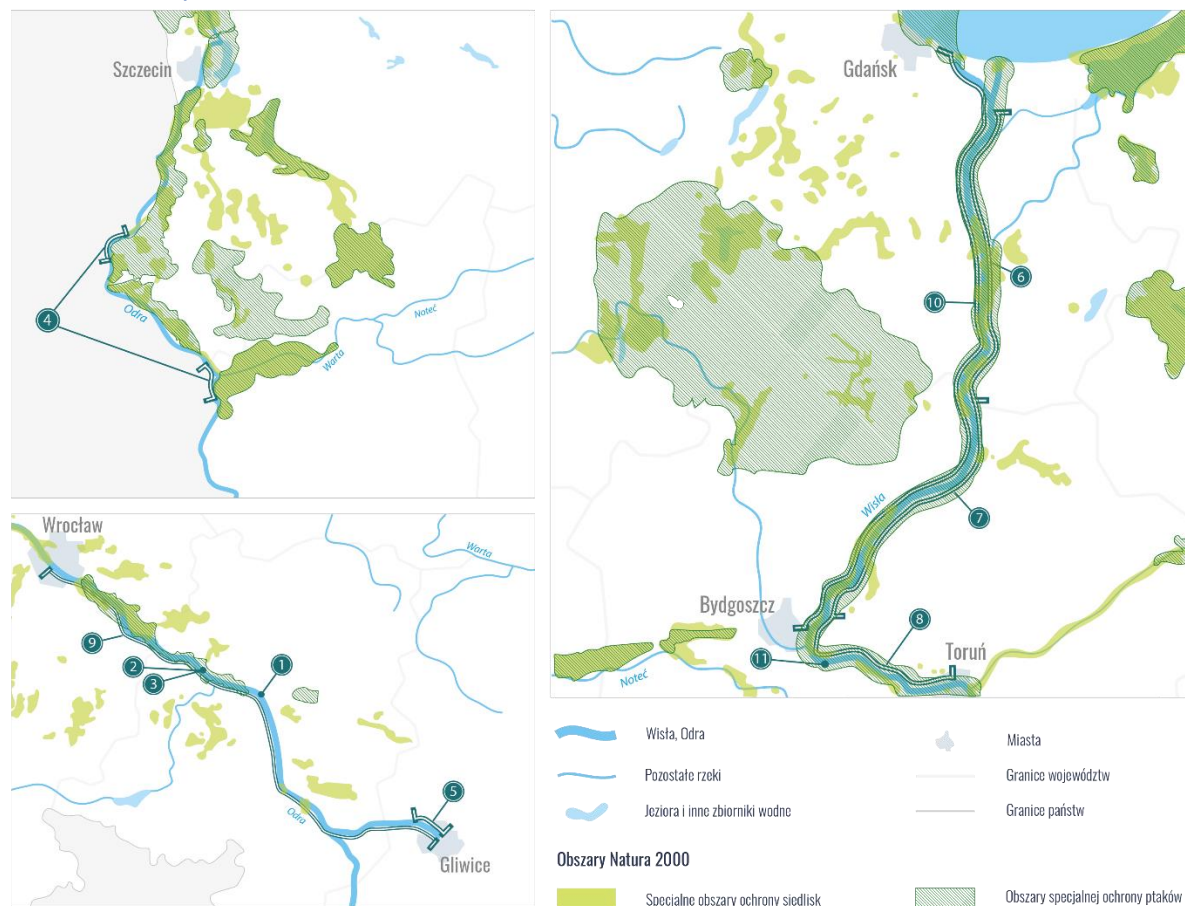 Szczecin
4
Odra
Noteć
Warta
Gdańsk
6
10
Wisła
7
Bydgoszcz
8
Toruń
11
Noteć
Wrocław
Warta
9
2
3
1
Odra
5
Gliwice
Wisła, Odra
Miasta
Pozostałe rzeki
Granice województw
Jeziora i inne zbiorniki wodne
Granice państw
Obszary Natura 2000
Specjalne obszary ochrony siedlisk
Obszary specjalnej ochrony ptaków